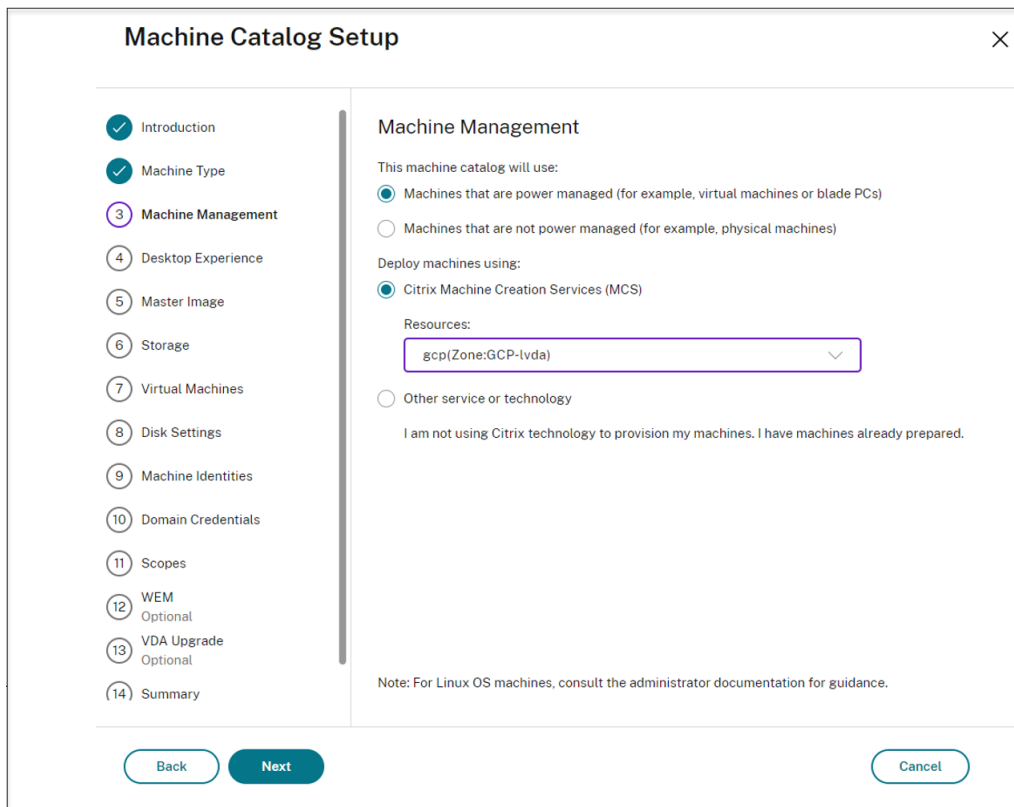 Machine Catalog Setup
Introduction
Machine Type
3 Machine Management
4 Desktop Experience
5 Master Image
6 Storage
7 Virtual Machines
8 Disk Settings
9 Machine Identities
10 Domain Credentials
11 Scopes
12 WEM
Optional
13 VDA Upgrade
Optional
14 Summary
Machine Management
This machine catalog will use:
Machines that are power managed (for example, virtual machines or blade PCs)
Machines that are not power managed (for example, physical machines)
Deploy machines using:
Citrix Machine Creation Services (MCS)
Resources:
gcp(Zone:GCP-lvda)
Other service or technology
I am not using Citrix technology to provision my machines. I have machines already prepared.
Note: For Linux OS machines, consult the administrator documentation for guidance.
Back
Next
Cancel